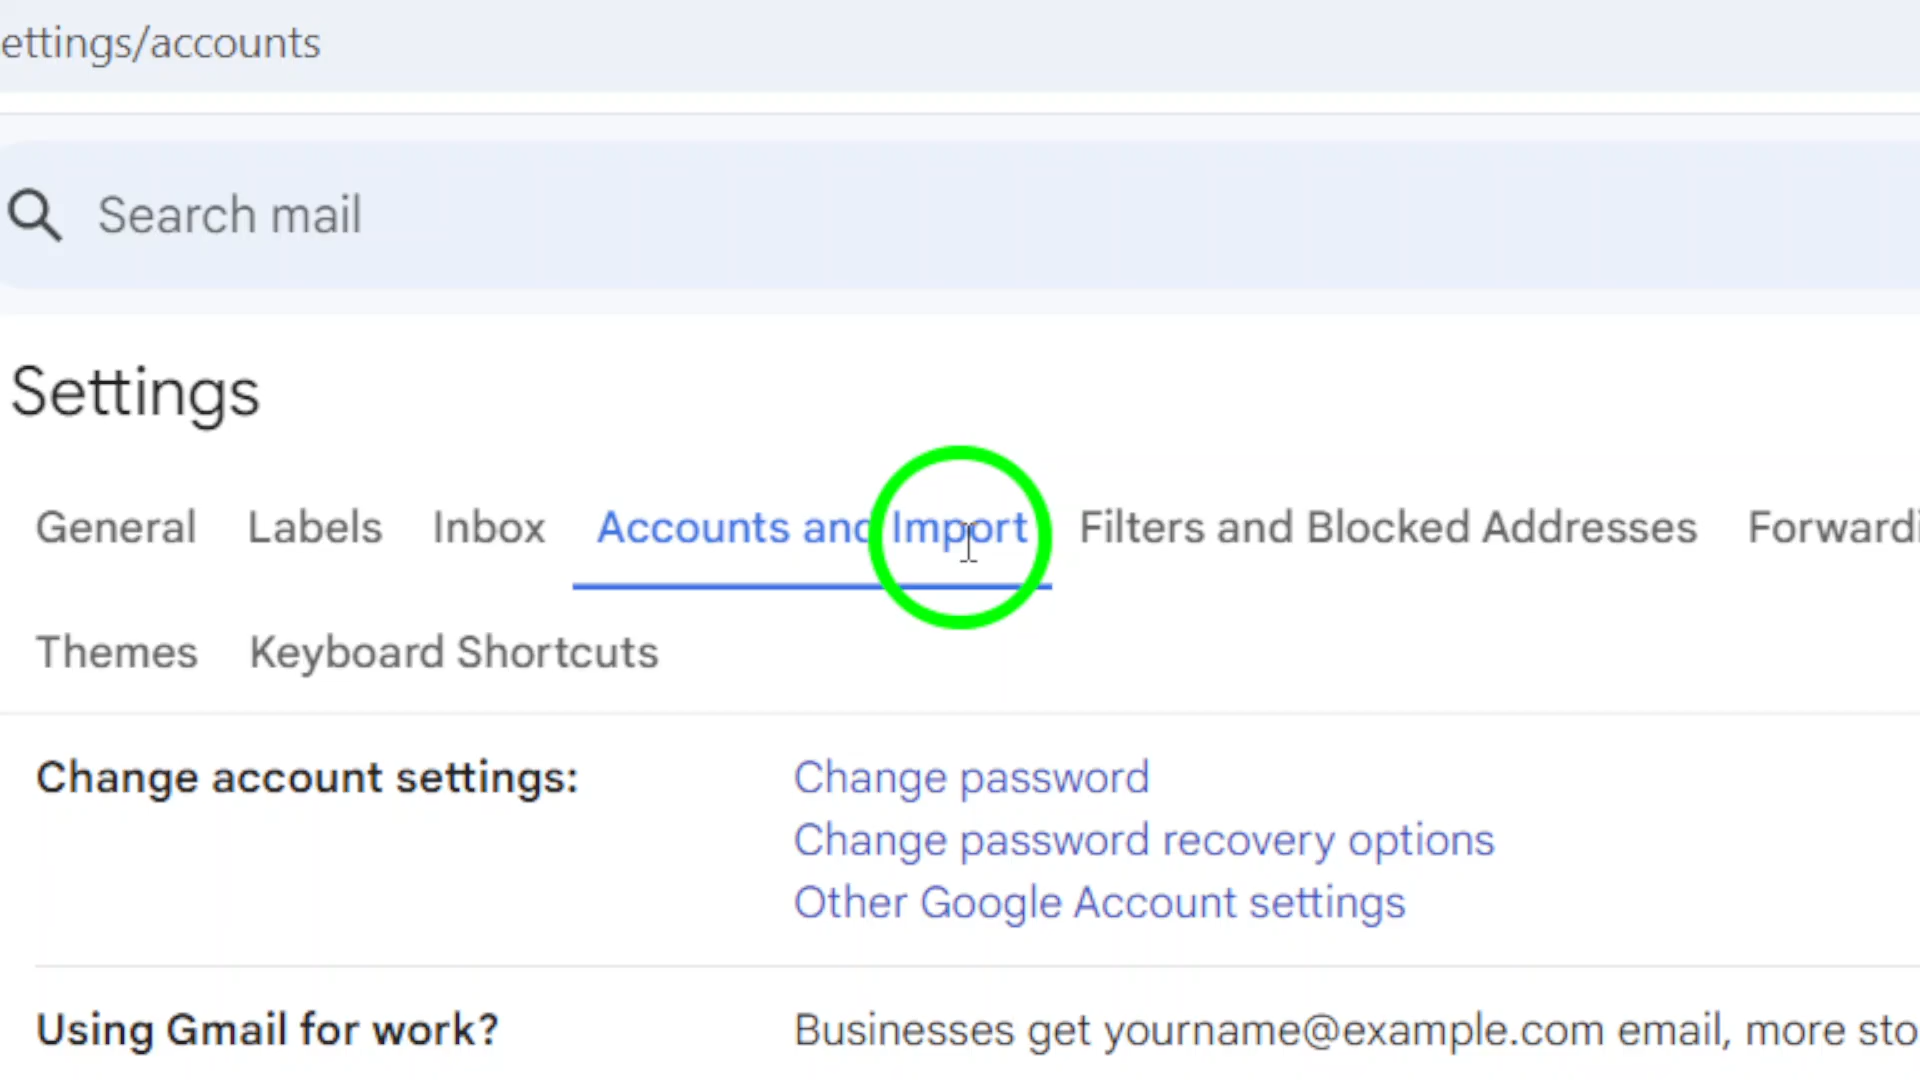 ettings/accounts
Search mail
Settings
General Labels Inbox Accounts and Import Filters and Blocked Addresses Forwardi
Themes Keyboard Shortcuts
Change account settings: Change password
Change password recovery options
Other Google Account settings
Using Gmail for work? Businesses get yourname@example.com email, more sto